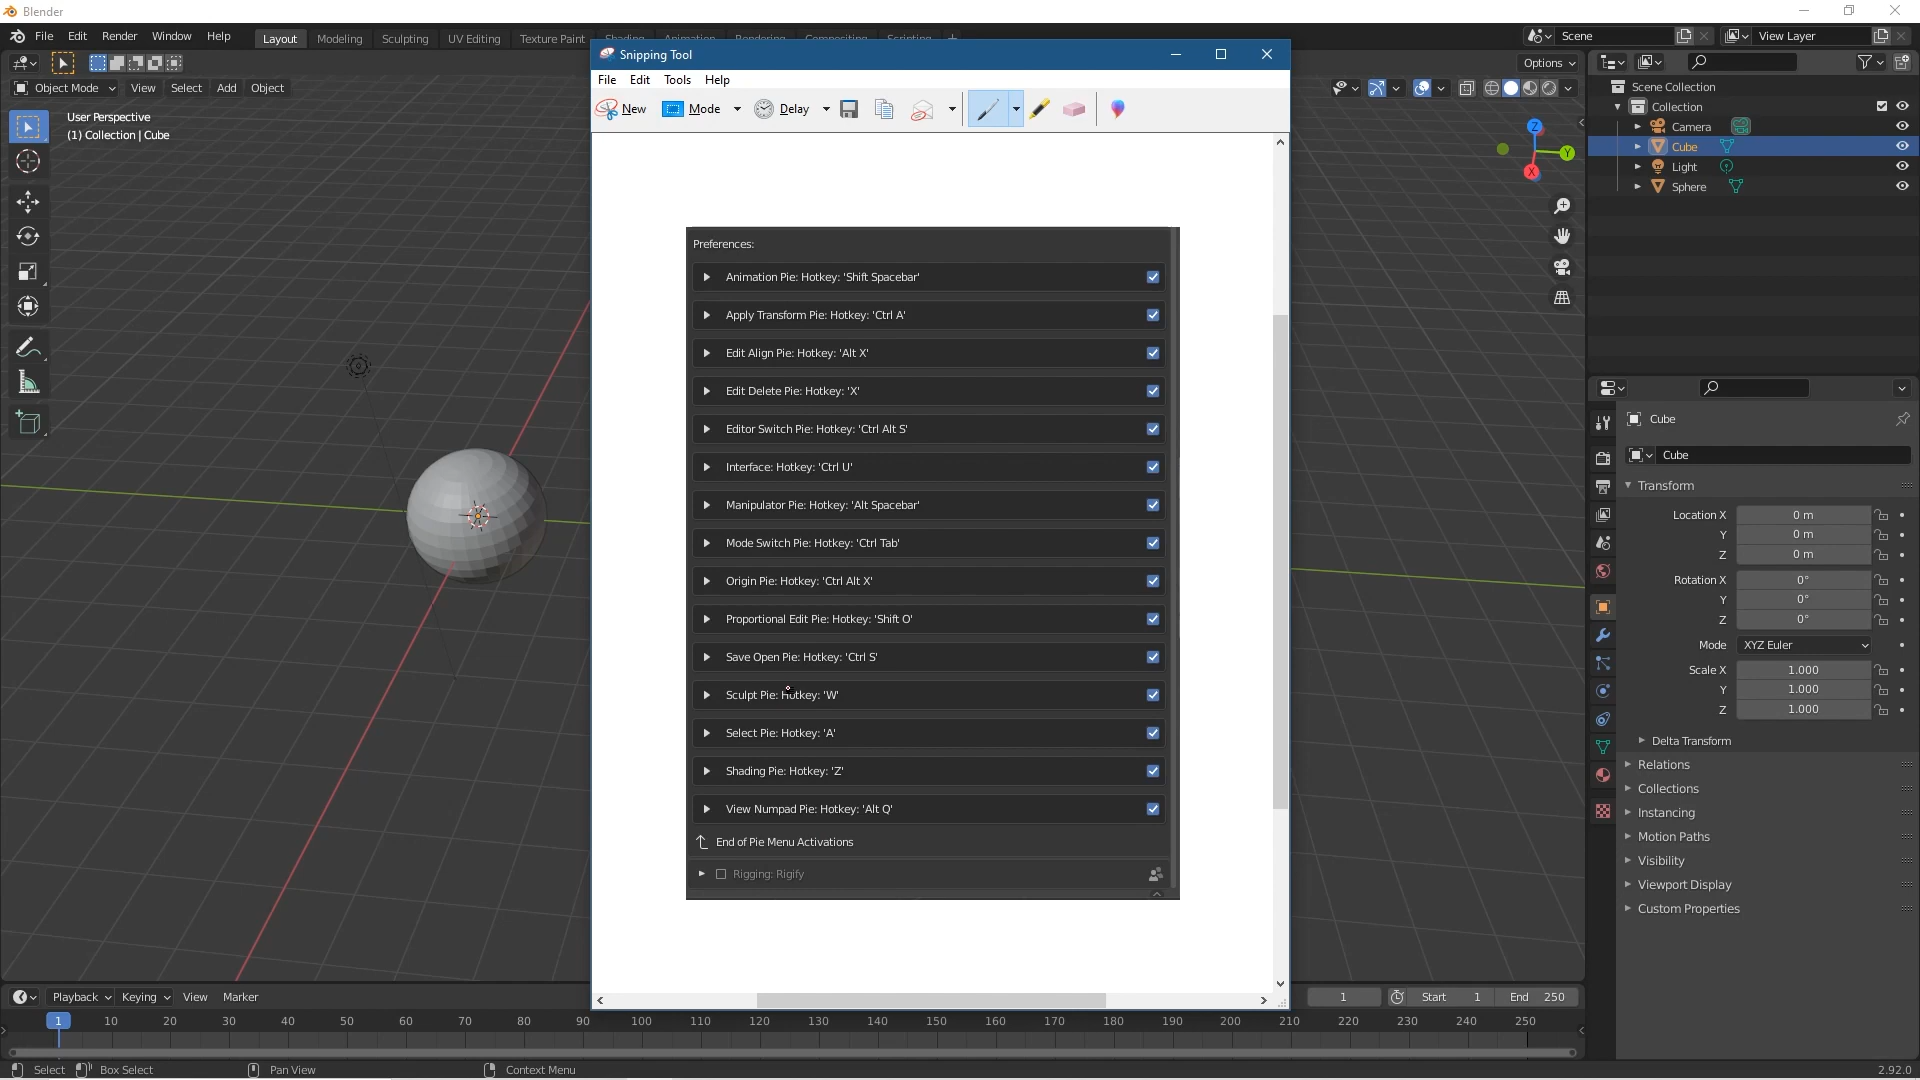 Blender
File Edit Render Window Help Layout Modeling Sculpting UV Editing Texture Paint Scene View Layer
Options
Object Mode View Select Add Object
User Perspective
(1) Collection | Cube
Snipping Tool
File Edit Tools Help
New Mode Delay
Preferences:
Animation Pie: Hotkey: 'Shift Spacebar'
Apply Transform Pie: Hotkey: 'Ctrl A'
Edit Align Pie: Hotkey: 'Alt X'
Edit Delete Pie: Hotkey: 'X'
Editor Switch Pie: Hotkey: 'Ctrl Alt S'
Interface: Hotkey: 'Ctrl U'
Manipulator Pie: Hotkey: 'Alt Spacebar'
Mode Switch Pie: Hotkey: 'Ctrl Tab'
Origin Pie: Hotkey: 'Ctrl Alt X'
Proportional Edit Pie: Hotkey: 'Shift O'
Save Open Pie: Hotkey: 'Ctrl S'
Sculpt Pie: Hotkey: 'W'
Select Pie: Hotkey: 'A'
Shading Pie: Hotkey: 'Z'
View Numpad Pie: Hotkey: 'Alt Q'
End of Pie Menu Activations
Rigging: Rigify
Z
Y
X
Scene Collection
Collection
Camera
Cube
Light
Sphere
Cube
Cube
Transform
Location X 0 m
Y 0 m
Z 0 m
Rotation X 0°
Y 0°
Z 0°
Mode XYZ Euler
Scale X 1.000
Y 1.000
Z 1.000
Delta Transform
Relations
Collections
Instancing
Motion Paths
Visibility
Viewport Display
Custom Properties
Playback Keying View Marker 1 Start 1 End 250
1 10 20 30 40 50 60 70 80 90 100 110 120 130 140 150 160 170 180 190 200 210 220 230 240 250
Select Box Select Pan View Context Menu 2.92.0